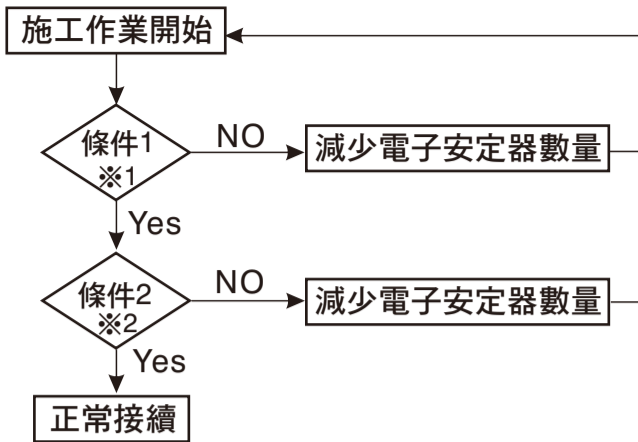 施工作業開始
條件1
※1
NO
減少電子安定器數量
Yes
條件2
※2
NO
減少電子安定器數量
Yes
正常接續